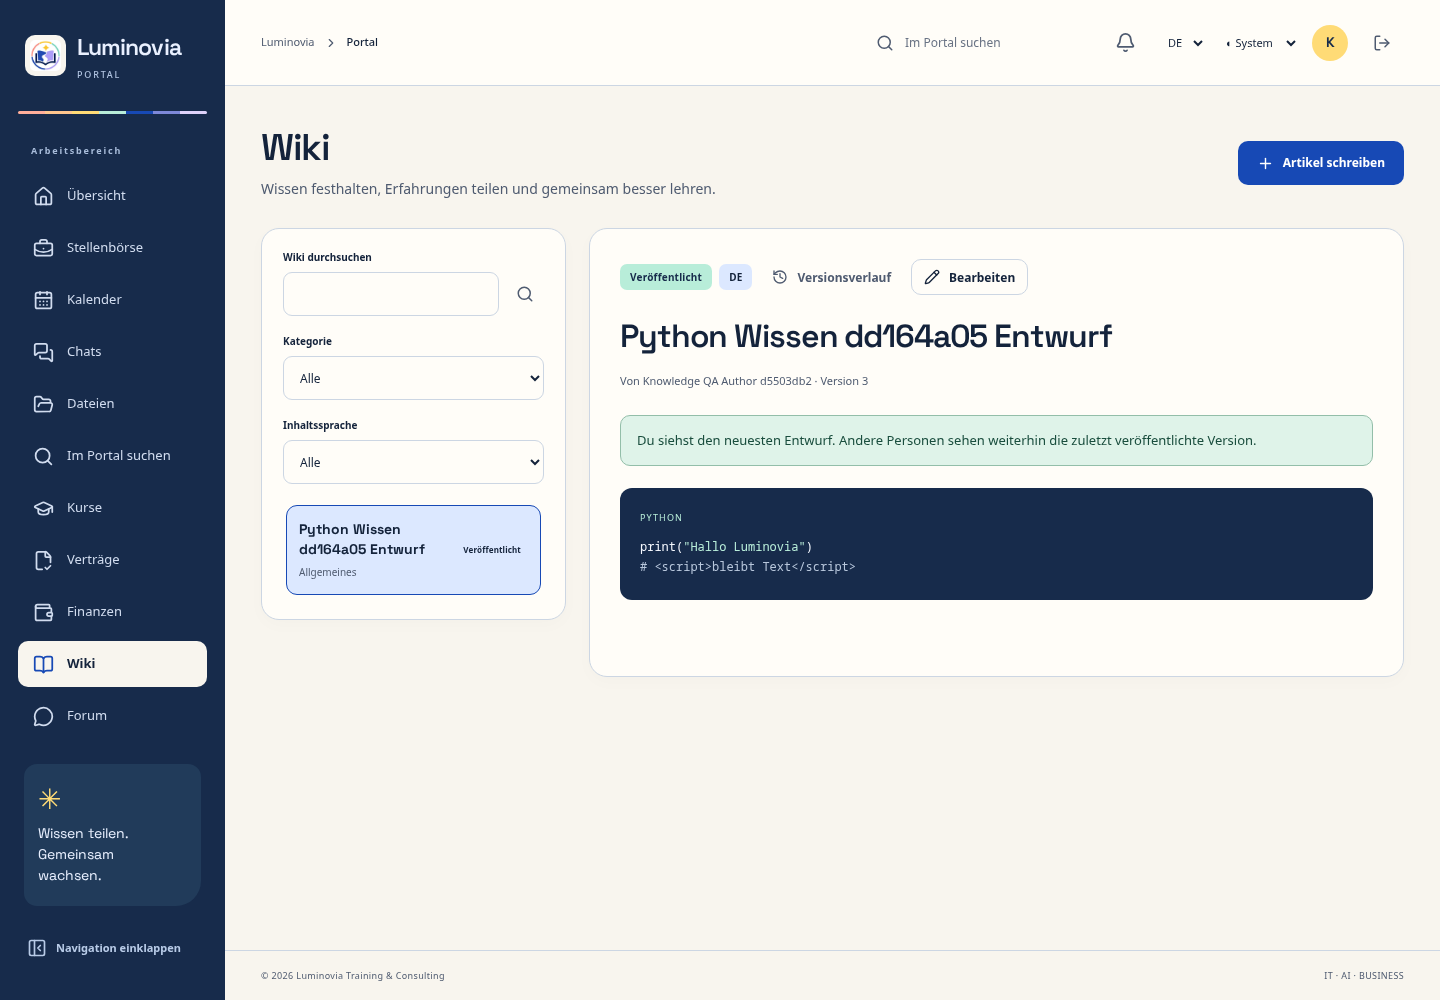 Luminovia
PORTAL
Arbeitsbereich
Übersicht
Stellenbörse
Kalender
Chats
Dateien
Im Portal suchen
Kurse
Verträge
Finanzen
Wiki
Forum
Wissen teilen.
Gemeinsam
wachsen.
Navigation einklappen
Luminovia
Portal
Im Portal suchen
DE
System
K
Wiki
Wissen festhalten, Erfahrungen teilen und gemeinsam besser lehren.
Artikel schreiben
Wiki durchsuchen
Kategorie
Alle
Inhaltssprache
Alle
Python Wissen
dd164a05 Entwurf
Veröffentlicht
Allgemeines
Veröffentlicht
DE
Versionsverlauf
Bearbeiten
Python Wissen dd164a05 Entwurf
Von Knowledge QA Author d5503db2 · Version 3
Du siehst den neuesten Entwurf. Andere Personen sehen weiterhin die zuletzt veröffentlichte Version.
PYTHON
print("Hallo Luminovia")
# <script>bleibt Text</script>
© 2026 Luminovia Training & Consulting
IT · AI · BUSINESS